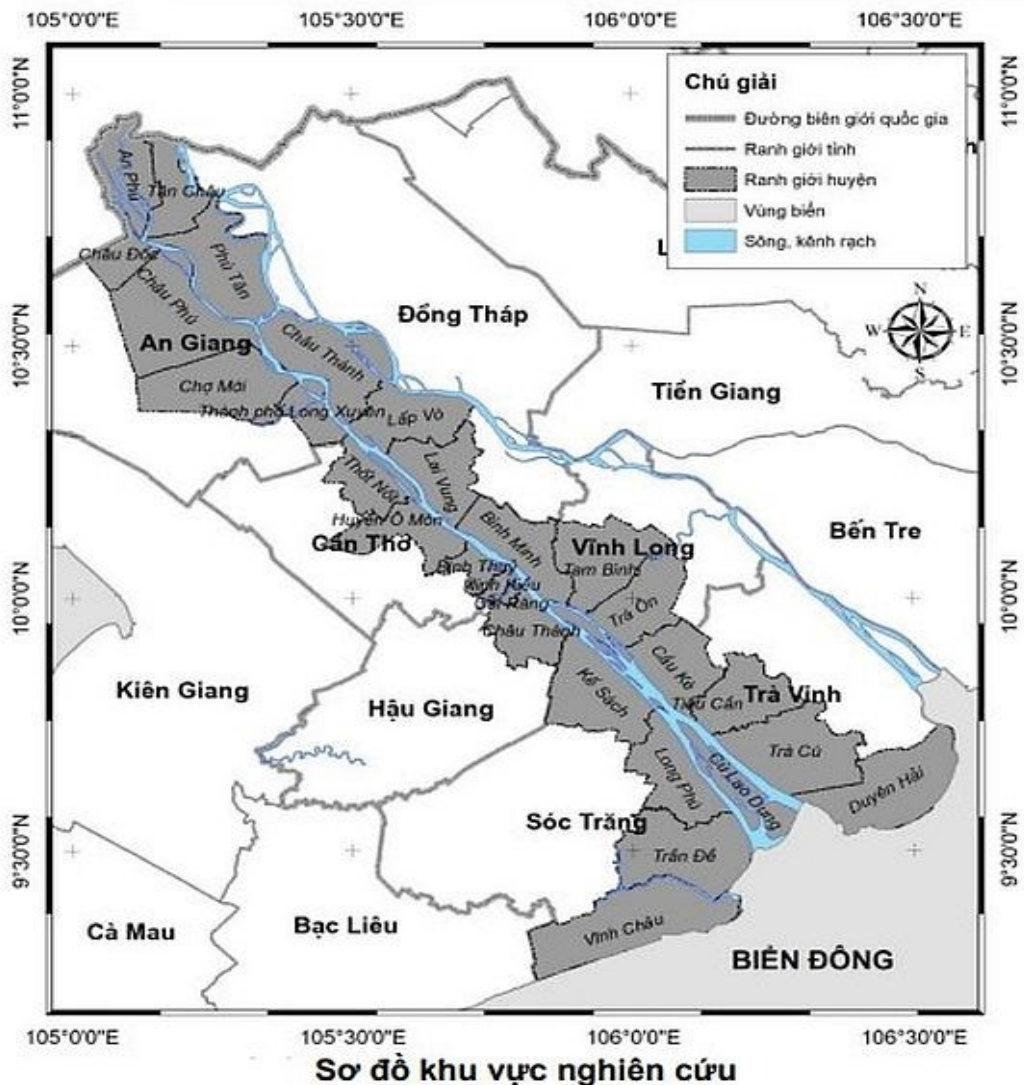 105°0'0"E 105°30'0"E 106°0'0"E 106°30'0"E
11°0'0"N
11°0'0"N
Chú giải
Đường biên giới quốc gia
Ranh giới tỉnh
Ranh giới huyện
Vùng biển
Sông, kênh rạch
An Phú
Tân Châu
Châu Đốc
Phú Tân
Châu Phú
N
W E
S
10°30'0"N
10°30'0"N
Đồng Tháp
An Giang
Châu Thành
Tiền Giang
Chợ Mới
Thành phố Long Xuyên
Lấp Vò
Lai Vung
Thốt Nốt
Huyện Ô Môn
Cần Thơ
Bình Minh
Vĩnh Long
Bến Tre
Tam Bình
Bình Thuỷ
Ninh Kiều
Cái Răng
Trà Ôn
10°0'0"N
10°0'0"N
Châu Thành
Kiên Giang
Hậu Giang
Kế Sách
Cầu Kè
Tiểu Cần
Trà Vinh
Trà Cú
Cù Lao Dung
Long Phú
Duyên Hải
Sóc Trăng
Trần Đề
9°30'0"N
9°30'0"N
Cà Mau
Bạc Liêu
Vĩnh Châu
BIỂN ĐÔNG
105°0'0"E 105°30'0"E 106°0'0"E 106°30'0"E
Sơ đồ khu vực nghiên cứu